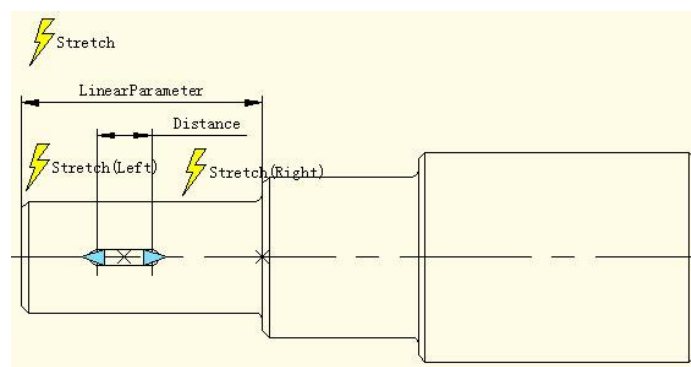 Stretch
LinearParameter
Distance
Stretch(Left)
Stretch(Right)